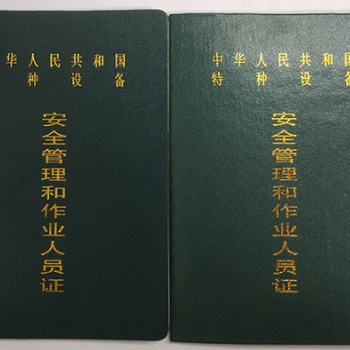 华人民共和国
种设备
安全管理和作业人员证
中华人民共和国
特种设备
安全管理和作业人员证